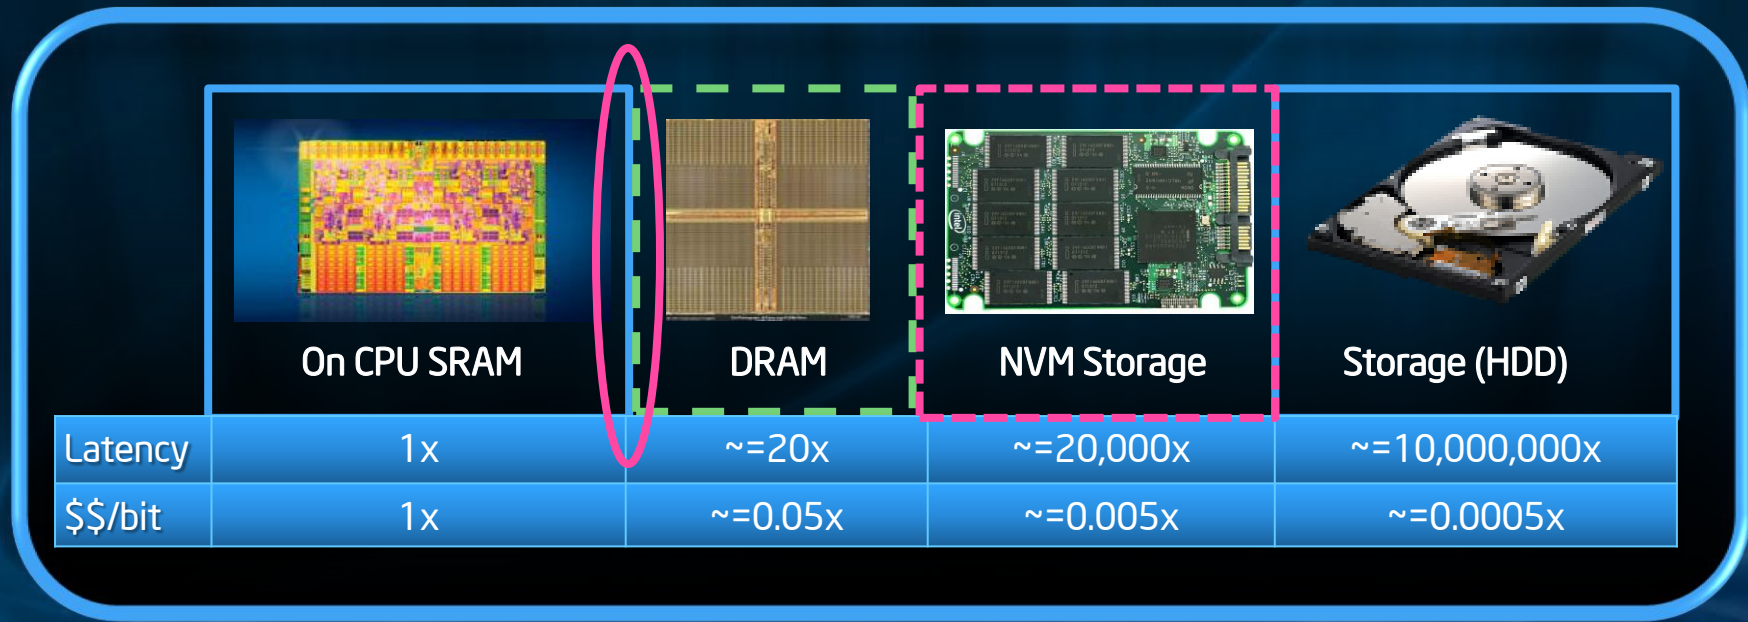 On CPU SRAM
DRAM
NVM Storage
Storage (HDD)
Latency 1x ~=20x ~=20,000x ~=10,000,000x
$$/bit 1x ~=0.05x ~=0.005x ~=0.0005x